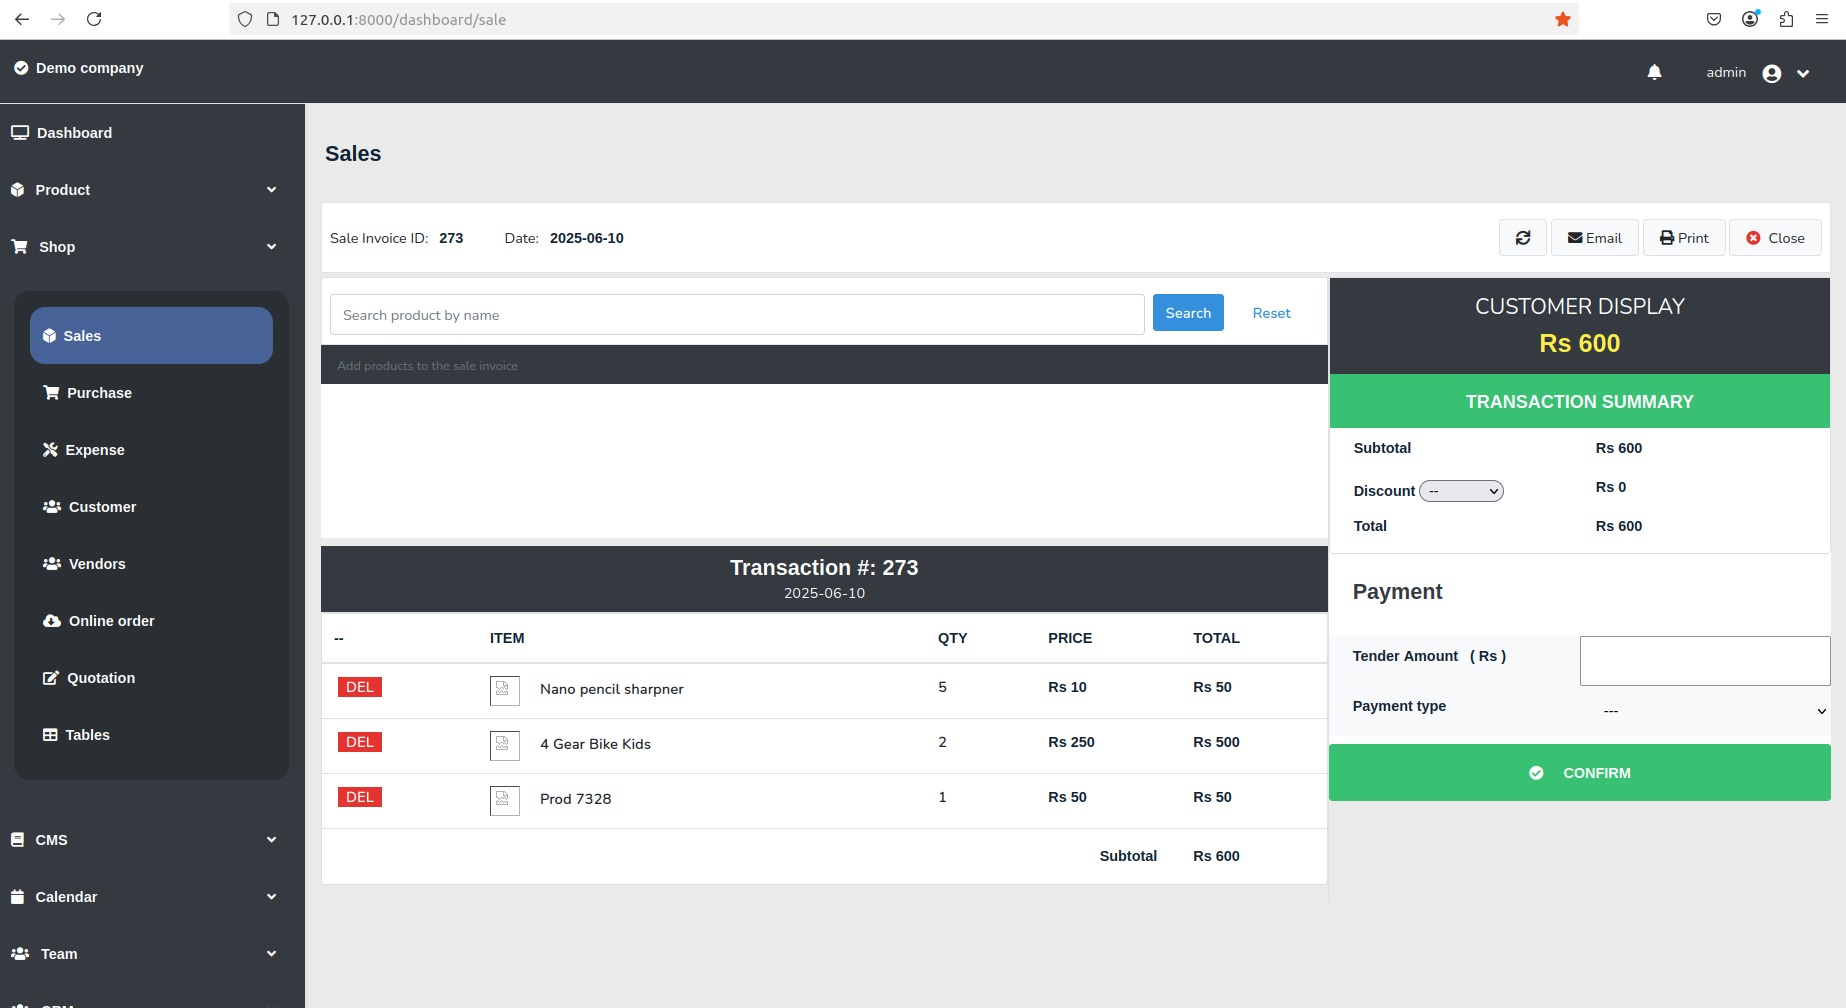 127.0.0.1:8000/dashboard/sale
Demo company
admin
Dashboard
Product
Shop
Sales
Purchase
Expense
Customer
Vendors
Online order
Quotation
Tables
CMS
Calendar
Team
Sales
Sale Invoice ID: 273 Date: 2025-06-10
Email Print Close
Search product by name Search Reset
Add products to the sale invoice
Transaction #: 273
2025-06-10
-- ITEM QTY PRICE TOTAL
DEL Nano pencil sharpner 5 Rs 10 Rs 50
DEL 4 Gear Bike Kids 2 Rs 250 Rs 500
DEL Prod 7328 1 Rs 50 Rs 50
Subtotal Rs 600
CUSTOMER DISPLAY
Rs 600
TRANSACTION SUMMARY
Subtotal Rs 600
Discount -- Rs 0
Total Rs 600
Payment
Tender Amount ( Rs )
Payment type ---
CONFIRM